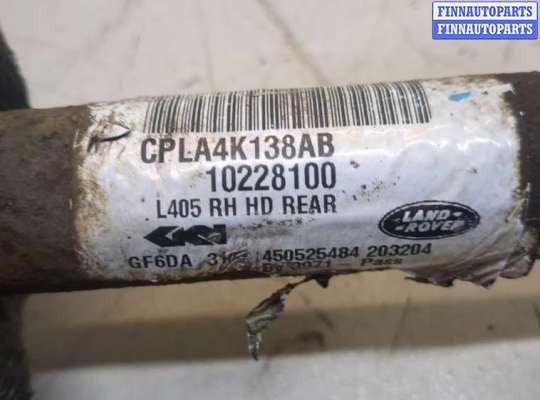 FINNAUTOPARTS
FINNAUTOPARTS
CPLA4K138AB
10228100
L405 RH HD REAR
GKN
LAND
ROVER
GF6DA 450525484 203204
Pass